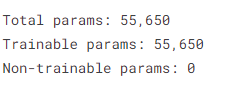 Total params: 55,650
Trainable params: 55,650
Non-trainable params: 0